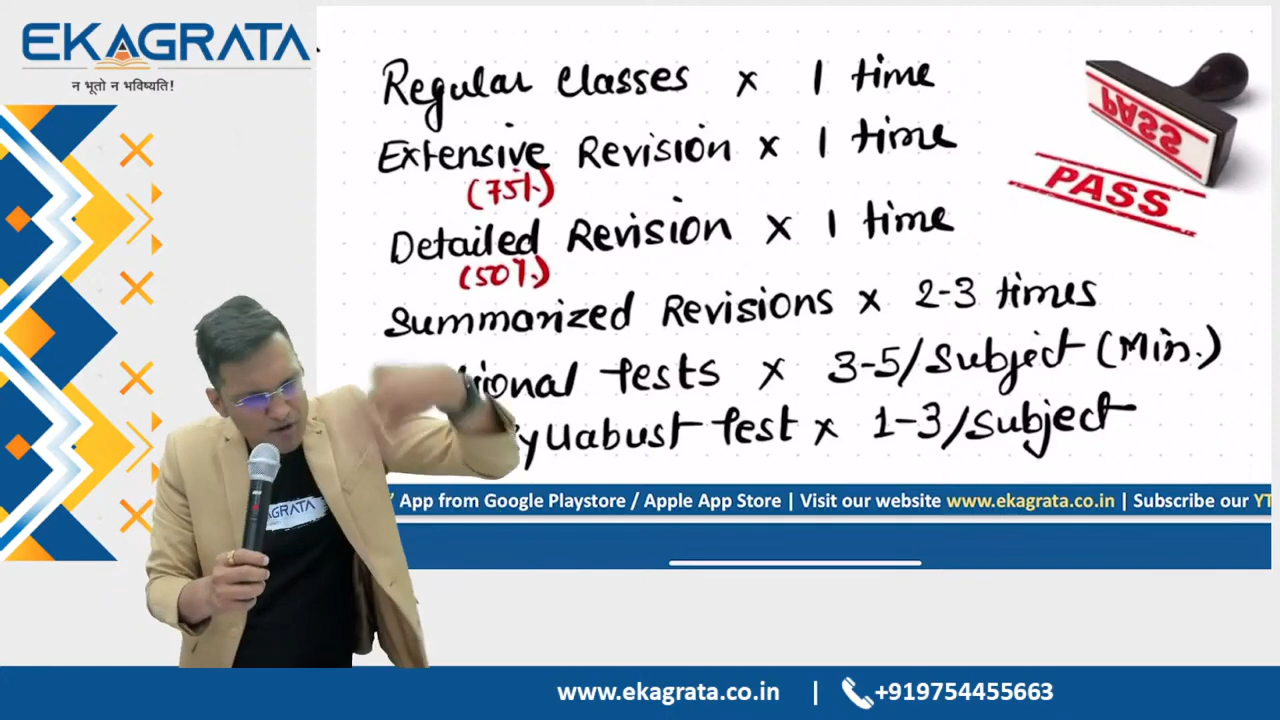 EKAGRATA
न भूतो न भविष्यति!
Regular Classes x 1 time
Extensive Revision x 1 time
(75%)
Detailed Revision x 1 time
(50%)
Summarized Revisions x 2-3 times
tests x 3-5/Subject (Min.)
Test x 1-3/Subject
PASS
PASS
GRATA
App from Google Playstore / Apple App Store | Visit our website www.ekagrata.co.in | Subscribe our YT
www.ekagrata.co.in | +919754455663